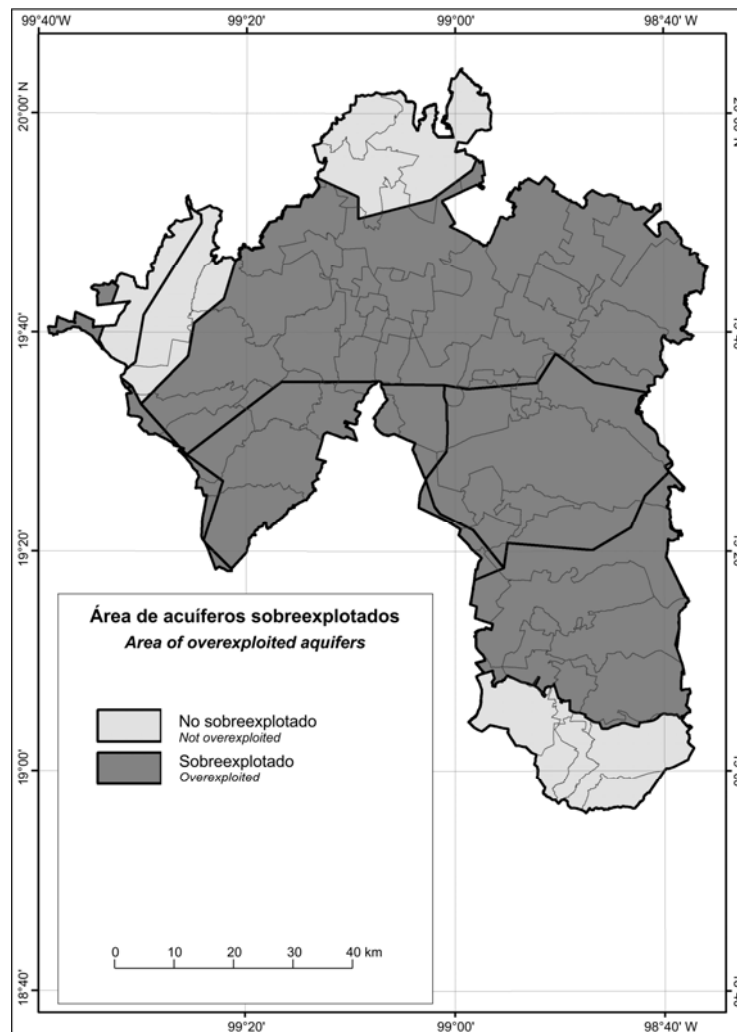 99°40'W 99°20' 99°00' 98°40' W
20°00' N
19°40'
19°20'
Área de acuíferos sobreexplotados
Area of overexploited aquifers
No sobreexplotado
Not overexploited
Sobreexplotado
Overexploited
19°00'
0 10 20 30 40 km
18°40'
99°20' 99°00' 98°40' W